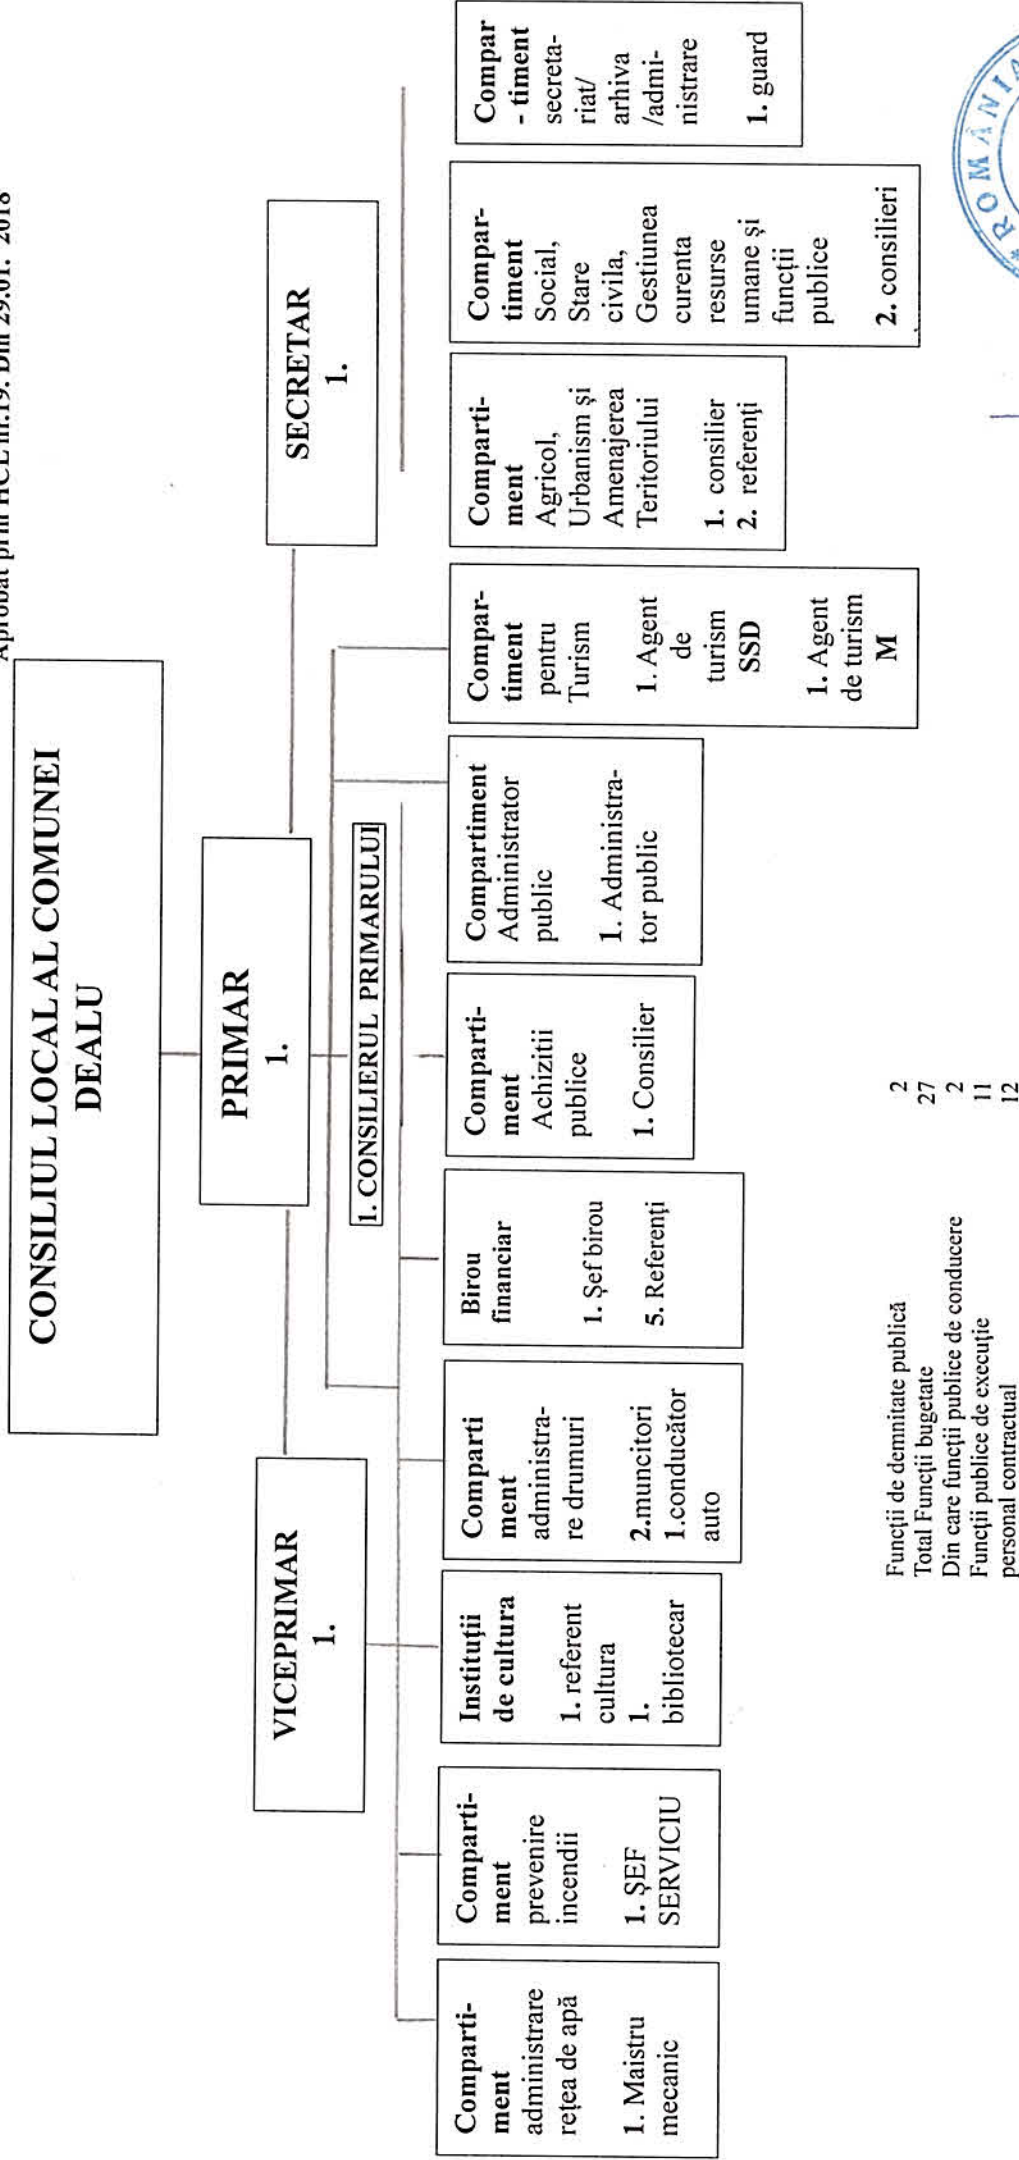 Aprobat prin HCL nr.19. Din 29.01. 2018
CONSILIUL LOCAL AL COMUNEI
DEALU
PRIMAR
1.
VICEPRIMAR
1.
SECRETAR
1.
1. CONSILIERUL PRIMARULUI
Comparti-
ment
administrare
rețea de apă
1. Maistru
mecanic
Comparti-
ment
prevenire
incendii
1. ȘEF
SERVICIU
Instituții
de cultura
1. referent
cultura
1.
bibliotecar
Comparti
ment
administra-
re drumuri
2.muncitori
1.conducător
auto
Birou
financiar
1. Șef birou
5. Referenți
Comparti-
ment
Achizitii
publice
1. Consilier
Compartiment
Administrator
public
1. Administra-
tor public
Compar-
timent
pentru
Turism
1. Agent
de
turism
SSD
1. Agent
de turism
M
Comparti-
ment
Agricol,
Urbanism și
Amenajerea
Teritoriului
1. consilier
2. referenți
Compar-
timent
Social,
Stare
civila,
Gestiunea
curenta
resurse
umane și
funcții
publice
2. consilieri
Compar
- timent
secreta-
riat/
arhiva
/admi-
nistrare
1. guard
Funcții de demnitate publică 2
Total Funcții bugetate 27
Din care funcții publice de conducere 2
Funcții publice de execuție 11
personal contractual 12
* ROMÂNIA